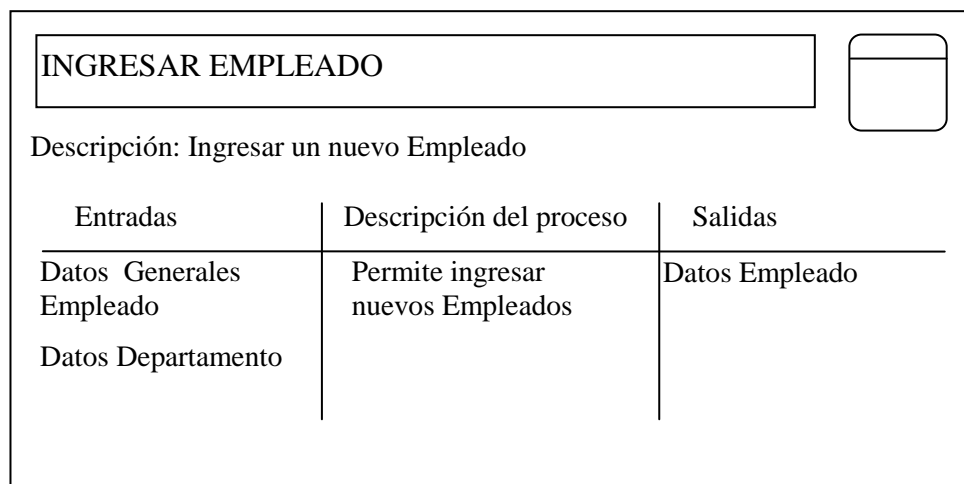 INGRESAR EMPLEADO
Descripción: Ingresar un nuevo Empleado
Entradas Descripción del proceso Salidas
Datos Generales Permite ingresar Datos Empleado
Empleado nuevos Empleados
Datos Departamento